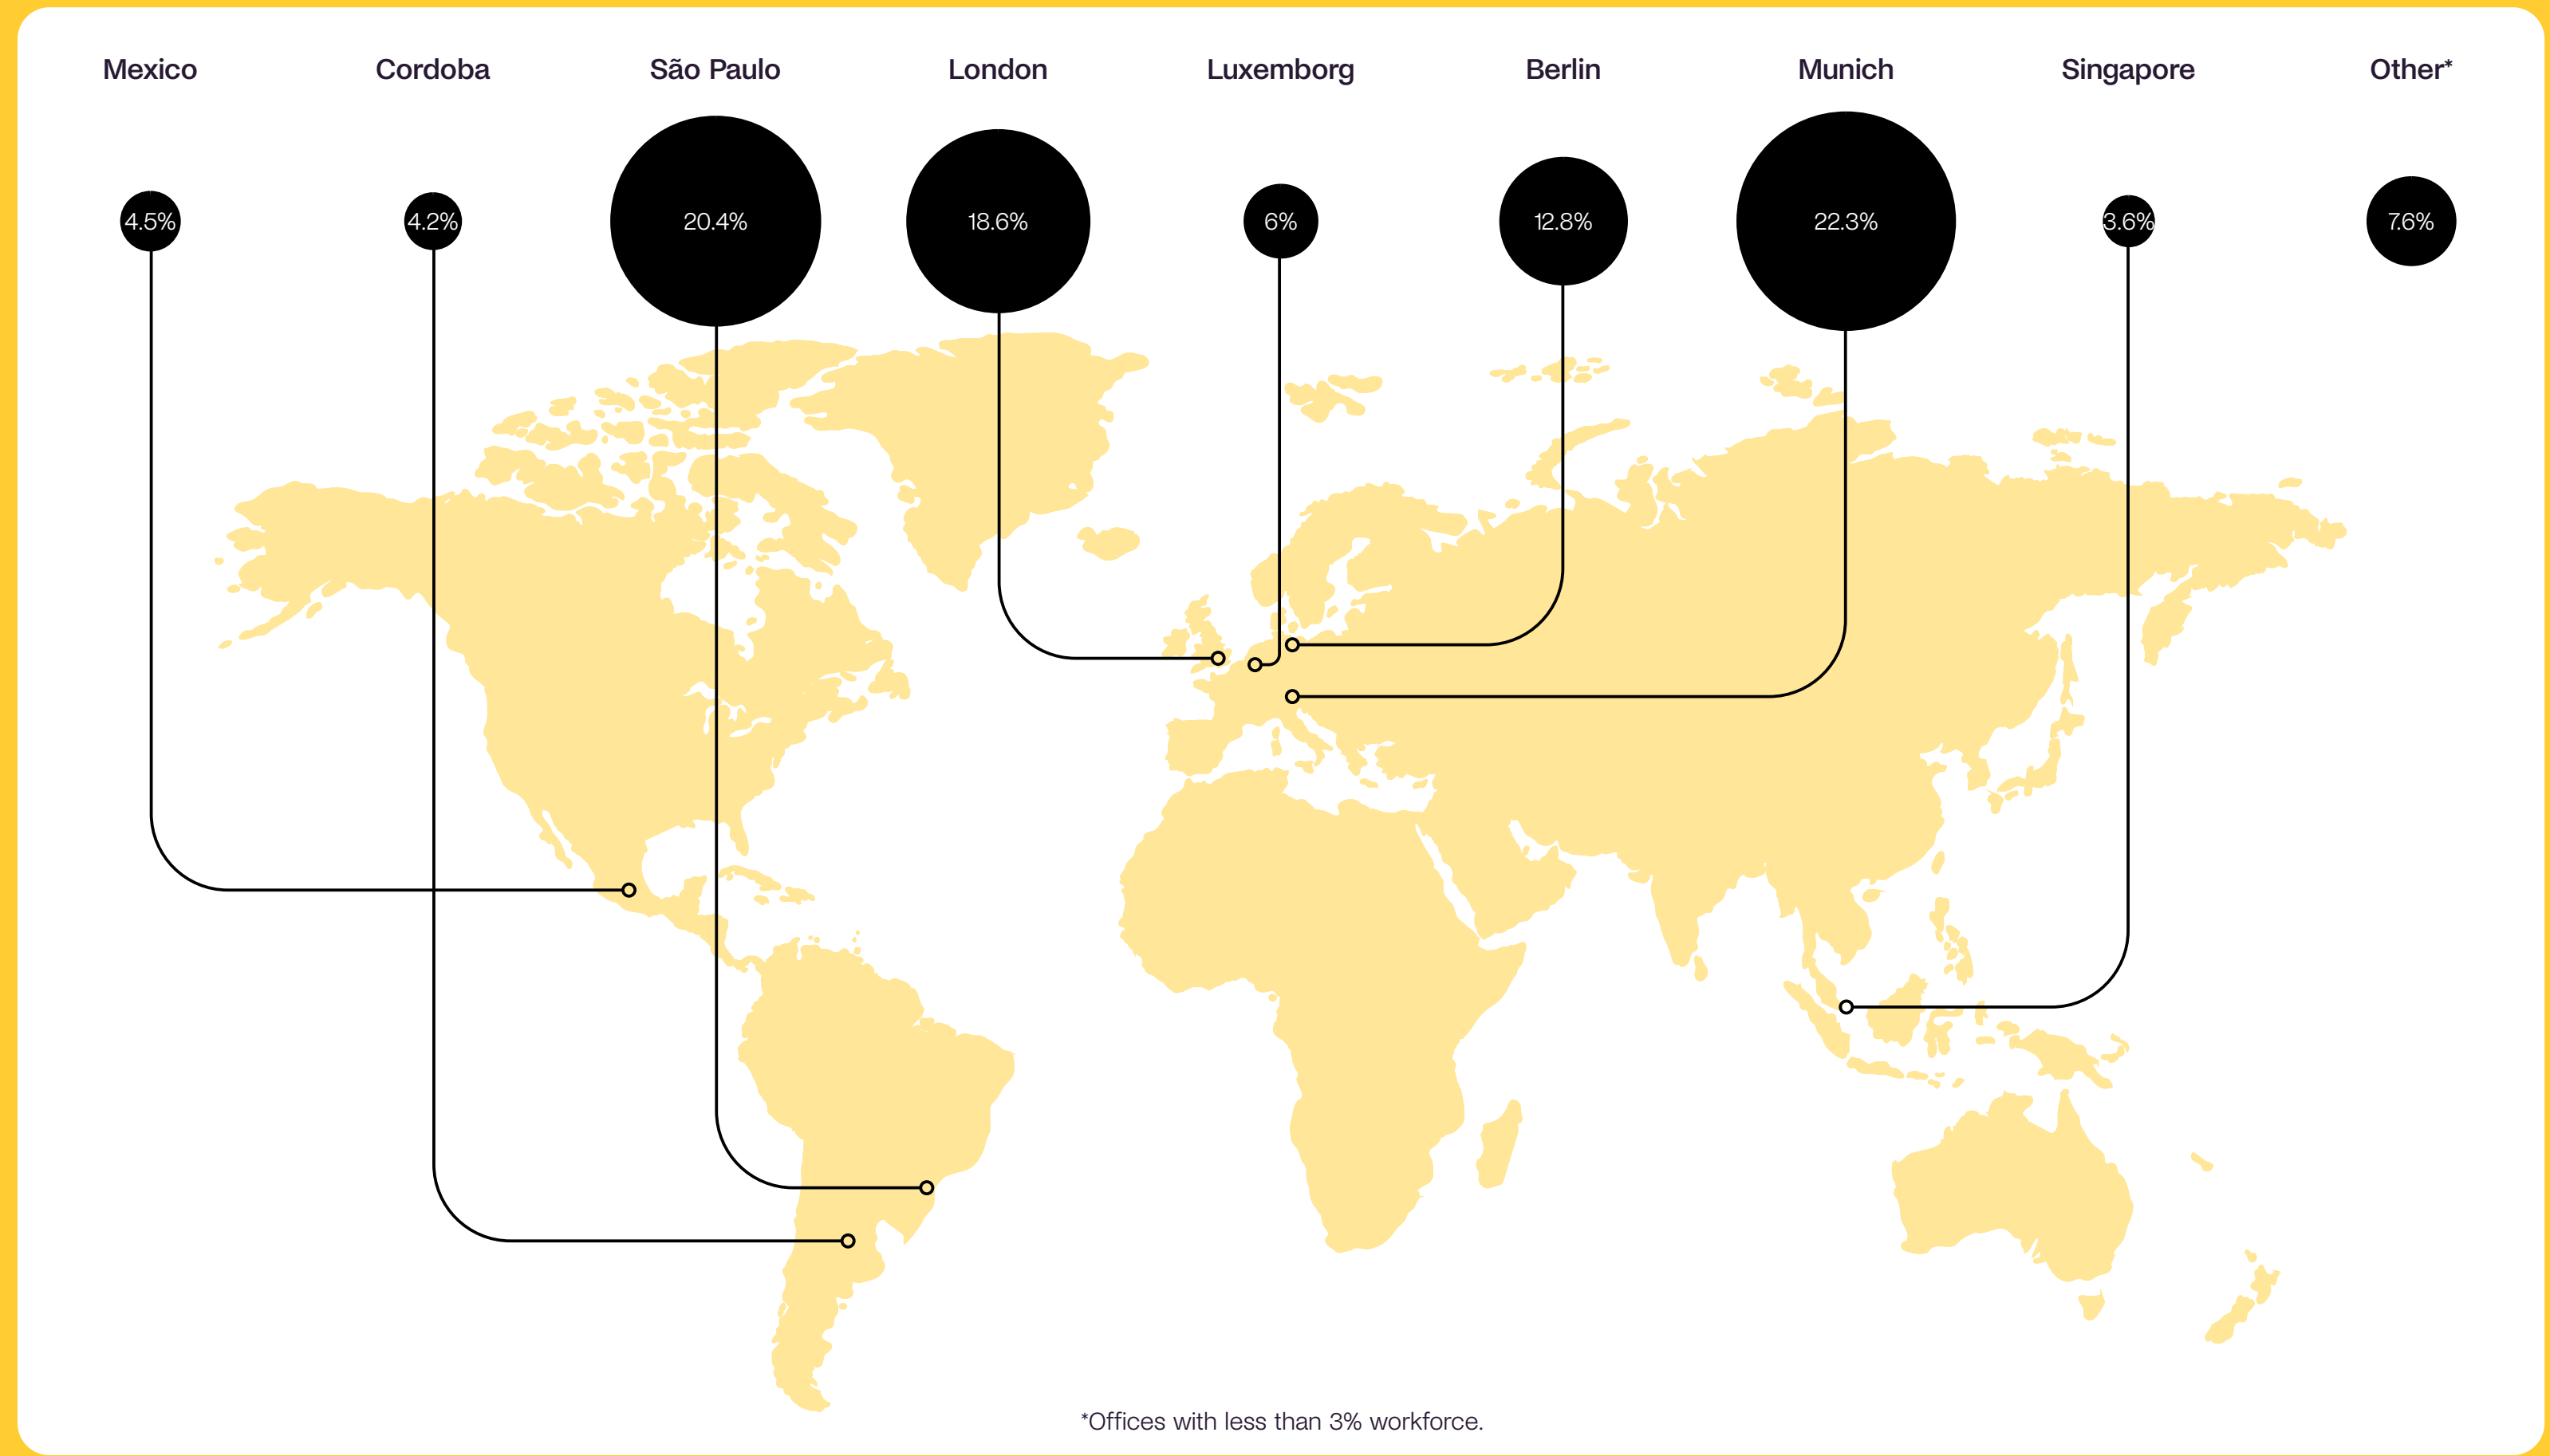 Mexico
Cordoba
São Paulo
London
Luxemborg
Berlin
Munich
Singapore
Other*
4.5%
4.2%
20.4%
18.6%
6%
12.8%
22.3%
3.6%
7.6%
*Offices with less than 3% workforce.